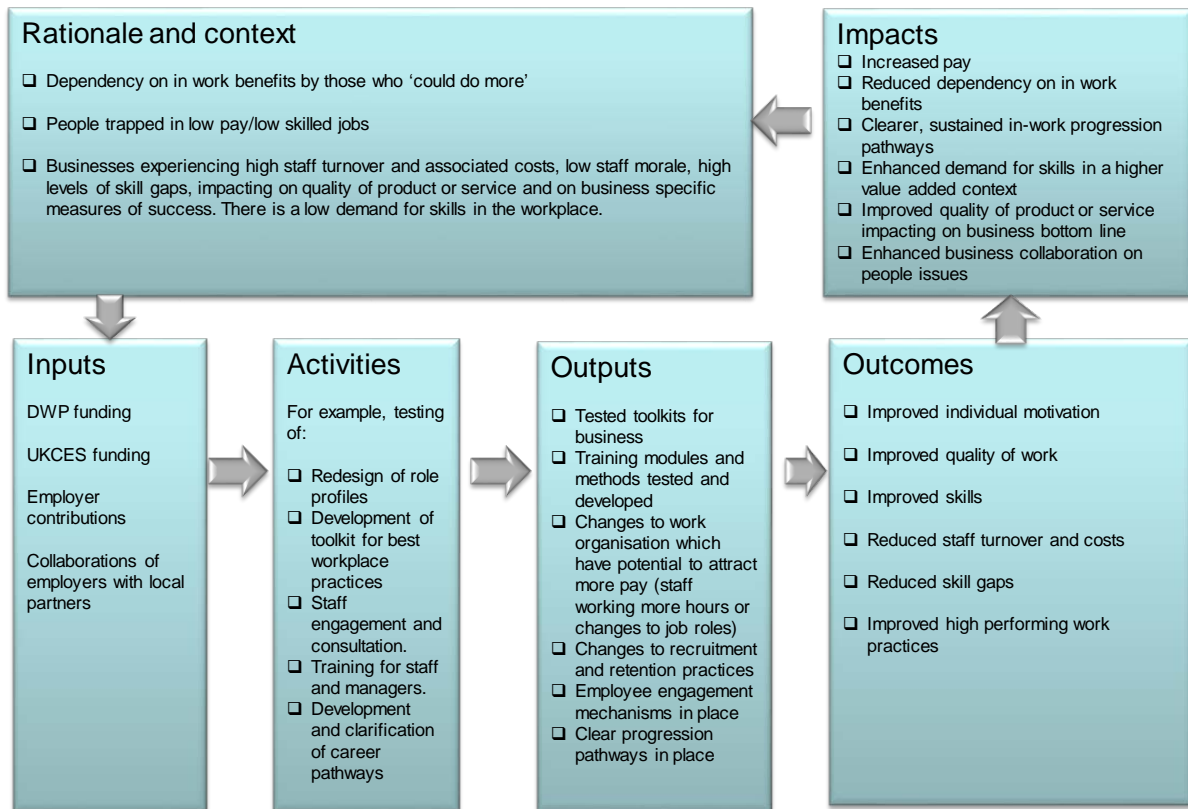 Rationale and context
❑ Dependency on in work benefits by those who ‘could do more’
❑ People trapped in low pay/low skilled jobs
❑ Businesses experiencing high staff turnover and associated costs, low staff morale, high
levels of skill gaps, impacting on quality of product or service and on business specific
measures of success. There is a low demand for skills in the workplace.
Impacts
❑ Increased pay
❑ Reduced dependency on in work
benefits
❑ Clearer, sustained in-work progression
pathways
❑ Enhanced demand for skills in a higher
value added context
❑ Improved quality of product or service
impacting on business bottom line
❑ Enhanced business collaboration on
people issues
Inputs
DWP funding
UKCES funding
Employer
contributions
Collaborations of
employers with local
partners
Activities
For example, testing
of:
❑ Redesign of role
profiles
❑ Development of
toolkit for best
workplace
practices
❑ Staff
engagement and
consultation.
❑ Training for staff
and managers.
❑ Development
and clarification
of career
pathways
Outputs
❑ Tested toolkits for
business
❑ Training modules and
methods tested and
developed
❑ Changes to work
organisation which
have potential to attract
more pay (staff
working more hours or
changes to job roles)
❑ Changes to recruitment
and retention practices
❑ Employee engagement
mechanisms in place
❑ Clear progression
pathways in place
Outcomes
❑ Improved individual motivation
❑ Improved quality of work
❑ Improved skills
❑ Reduced staff turnover and costs
❑ Reduced skill gaps
❑ Improved high performing work
practices